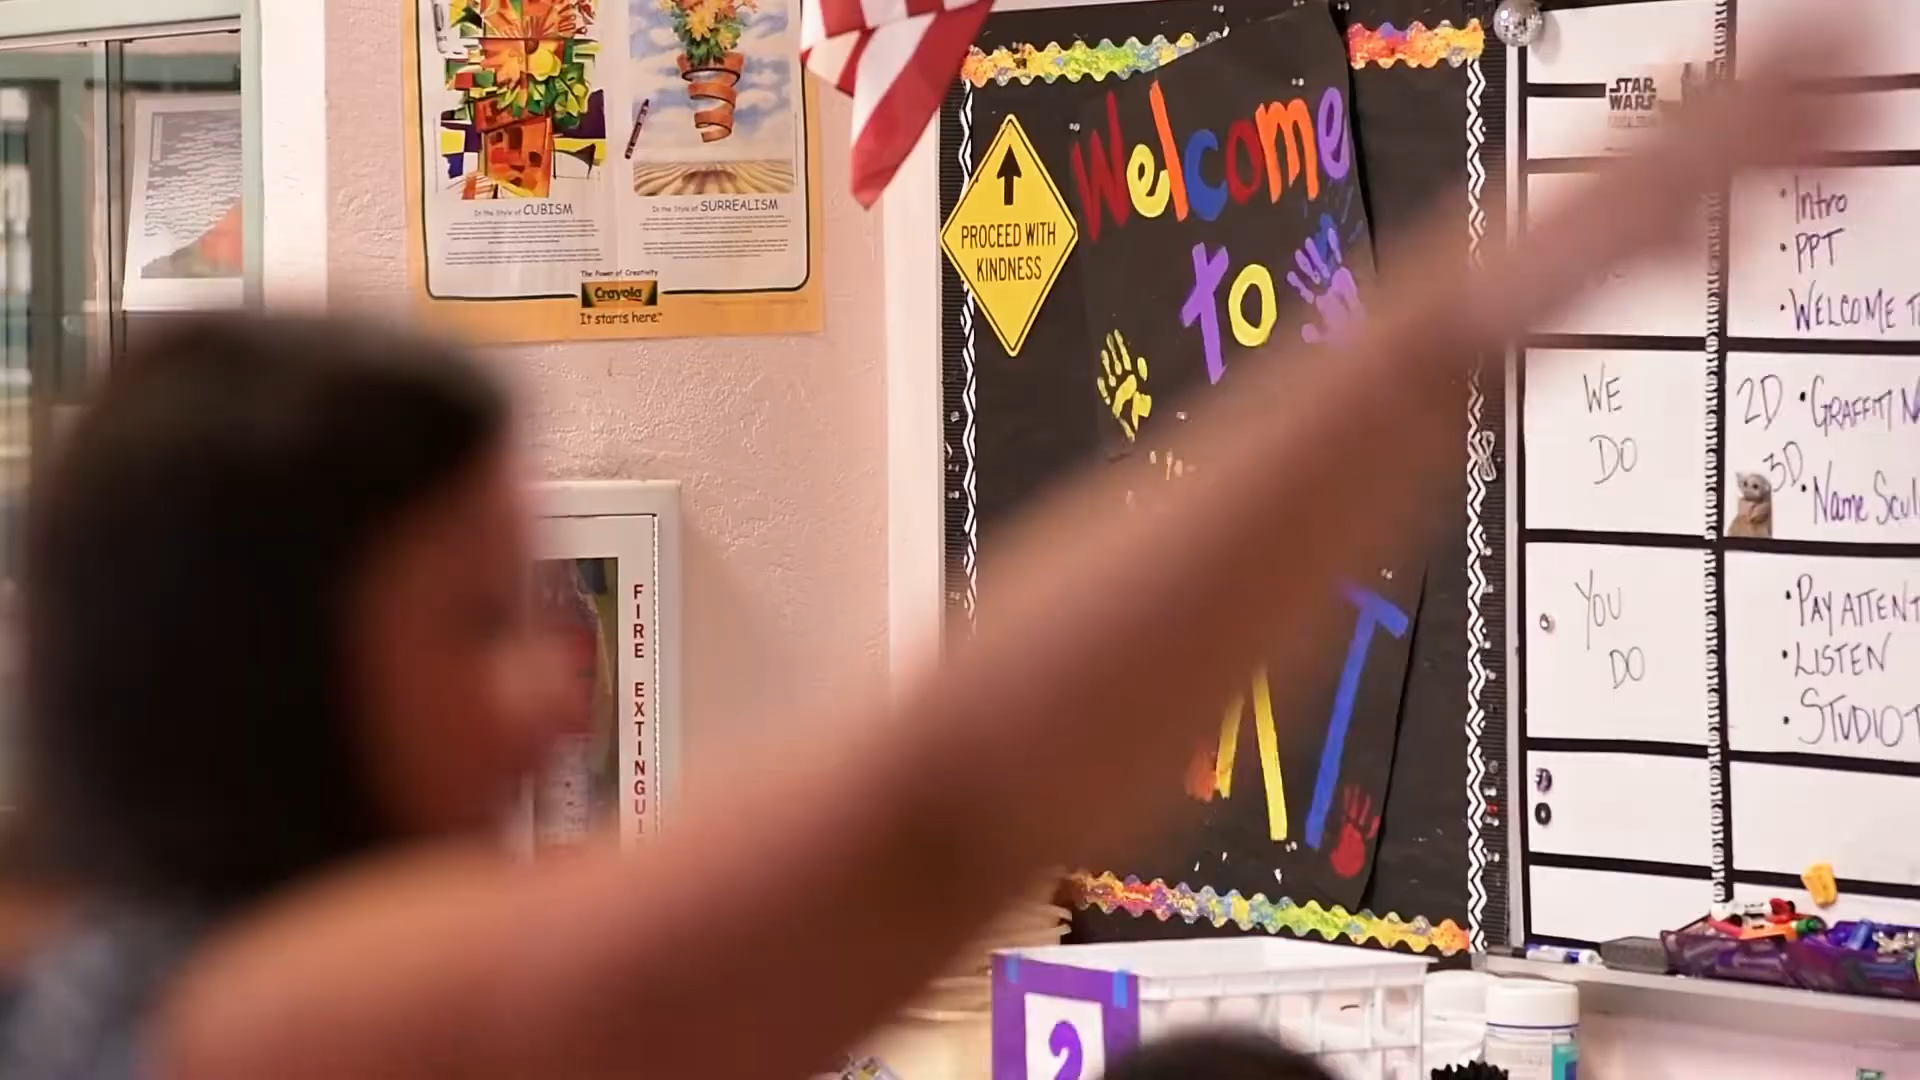 In the Style of CUBISM
In the Style of SURREALISM
The Power of Creativity
Crayola
It starts here.™
FIRE EXTINGUI
PROCEED WITH
KINDNESS
Welcome
to
STAR
WARS
• Intro
• PPT
• WELCOME T
WE
DO
2D • GRAFFITI N
3D • Name Scul
YOU
DO
• PAY ATTENT
• LISTEN
• STUDIO T
2